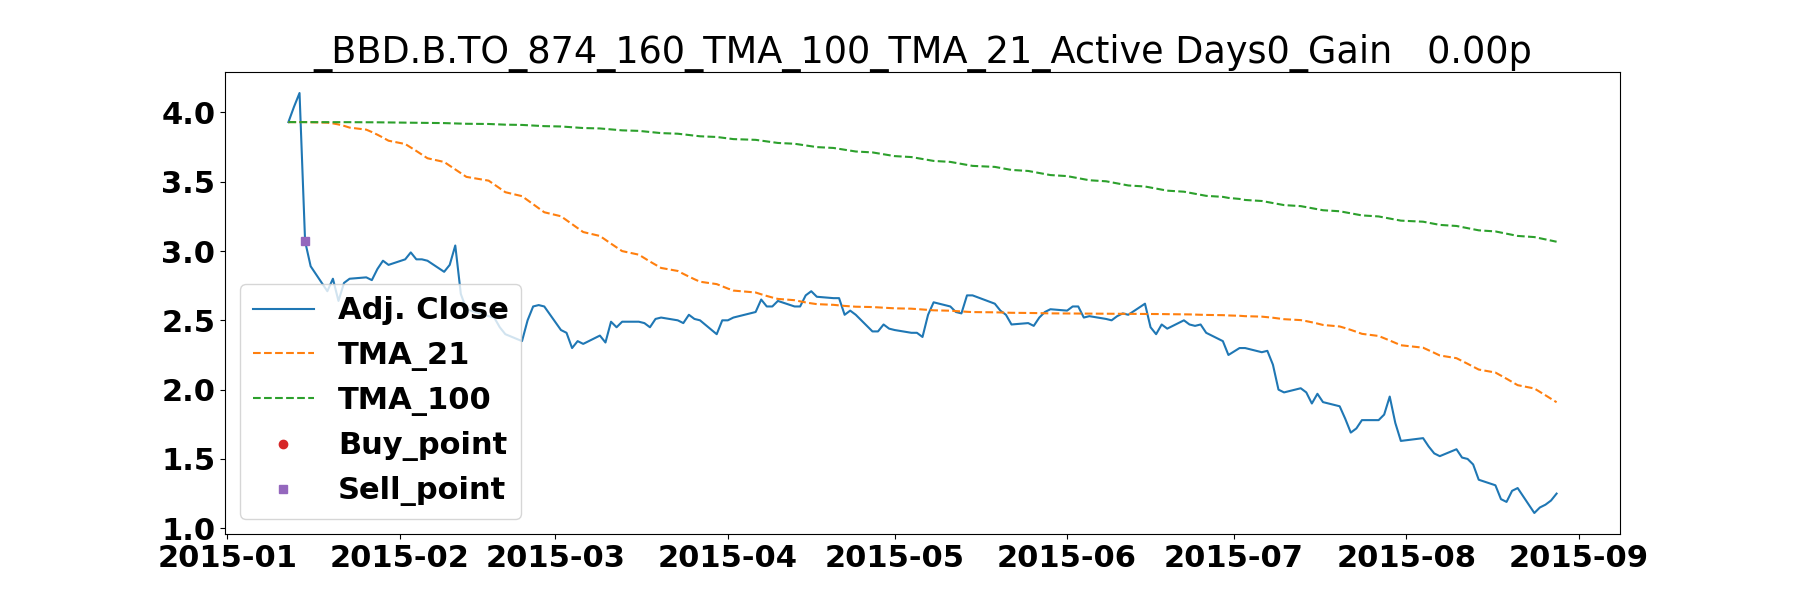 _BBD.B.TO_874_160_TMA_100_TMA_21_Active Days0_Gain   0.00p
4.0
3.5
3.0
2.5
2.0
1.5
1.0
Adj. Close
TMA_21
TMA_100
Buy_point
Sell_point
2015-01 2015-02 2015-03 2015-04 2015-05 2015-06 2015-07 2015-08 2015-09